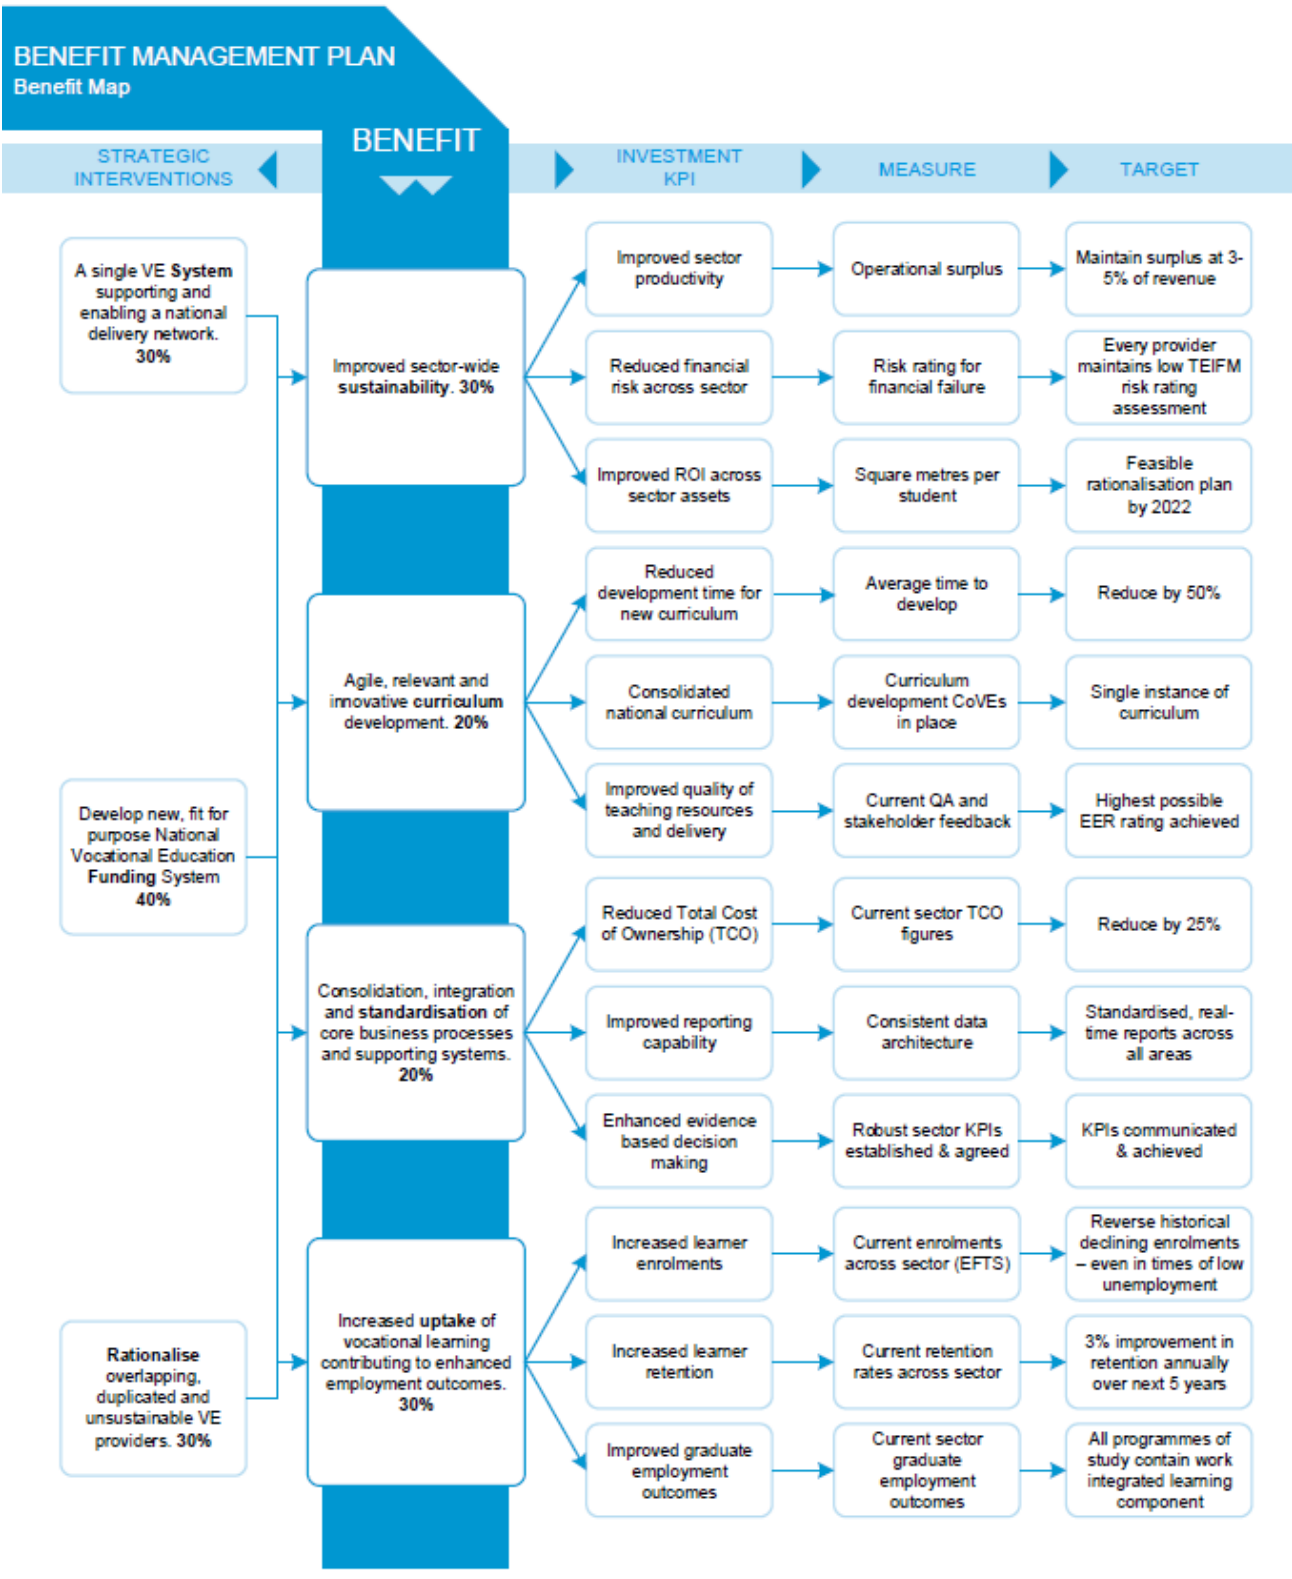 BENEFIT MANAGEMENT PLAN
Benefit Map
BENEFIT
STRATEGIC
INTERVENTIONS
INVESTMENT
KPI
MEASURE
TARGET
A single VE System
supporting and
enabling a national
delivery network.
30%
Develop new, fit for
purpose National
Vocational Education
Funding System
40%
Rationalise
overlapping,
duplicated and
unsustainable VE
providers. 30%
Improved sector-wide
sustainability. 30%
Improved sector
productivity
Operational surplus
Maintain surplus at 3-
5% of revenue
Reduced financial
risk across sector
Risk rating for
financial failure
Every provider
maintains low TEIFM
risk rating
assessment
Improved ROI across
sector assets
Square metres per
student
Feasible
rationalisation plan
by 2022
Agile, relevant and
innovative curriculum
development. 20%
Reduced
development time for
new curriculum
Average time to
develop
Reduce by 50%
Consolidated
national curriculum
Curriculum
development CoVEs
in place
Single instance of
curriculum
Improved quality of
teaching resources
and delivery
Current QA and
stakeholder feedback
Highest possible
EER rating achieved
Consolidation, integration
and standardisation of
core business processes
and supporting systems.
20%
Reduced Total Cost
of Ownership (TCO)
Current sector TCO
figures
Reduce by 25%
Improved reporting
capability
Consistent data
architecture
Standardised, real-
time reports across
all areas
Enhanced evidence
based decision
making
Robust sector KPIs
established & agreed
KPIs communicated
& achieved
Increased uptake of
vocational learning
contributing to enhanced
employment outcomes.
30%
Increased learner
enrolments
Current enrolments
across sector (EFTS)
Reverse historical
declining enrolments
– even in times of low
unemployment
Increased learner
retention
Current retention
rates across sector
3% improvement in
retention annually
over next 5 years
Improved graduate
employment
outcomes
Current sector
graduate
employment
outcomes
All programmes of
study contain work
integrated learning
component